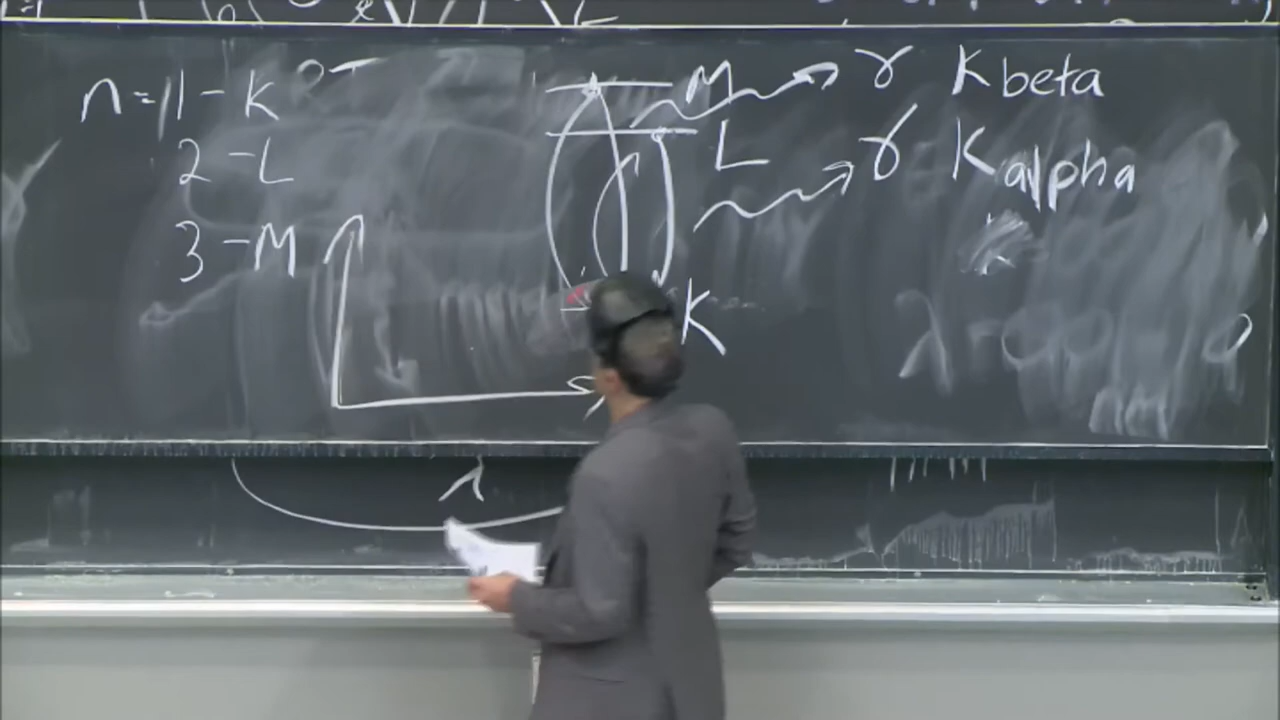 n=1 - K
2 - L
3 - M
M γ K beta
L γ K alpha
K
λ